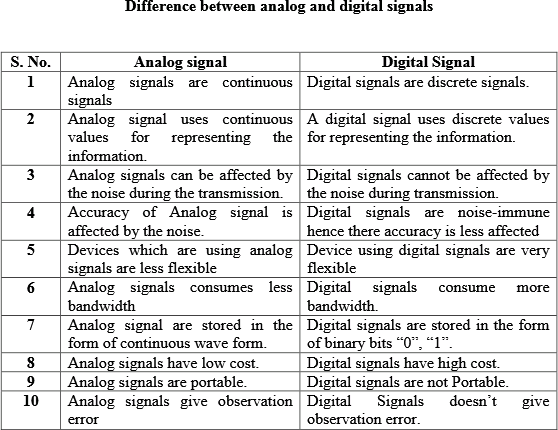 Difference between analog and digital signals
S. No. Analog signal Digital Signal
1 Analog signals are continuous Digital signals are discrete signals.
signals
2 Analog signal uses continuous A digital signal uses discrete values
values for representing the for representing the information.
information.
3 Analog signals can be affected by Digital signals cannot be affected by
the noise during the transmission. the noise during transmission.
4 Accuracy of Analog signal is Digital signals are noise-immune
affected by the noise. hence there accuracy is less affected
5 Devices which are using analog Device using digital signals are very
signals are less flexible flexible
6 Analog signals consumes less Digital signals consume more
bandwidth bandwidth.
7 Analog signal are stored in the Digital signals are stored in the form
form of continuous wave form. of binary bits “0”, “1”.
8 Analog signals have low cost. Digital signals have high cost.
9 Analog signals are portable. Digital signals are not Portable.
10 Analog signals give observation Digital Signals doesn’t give
error observation error.